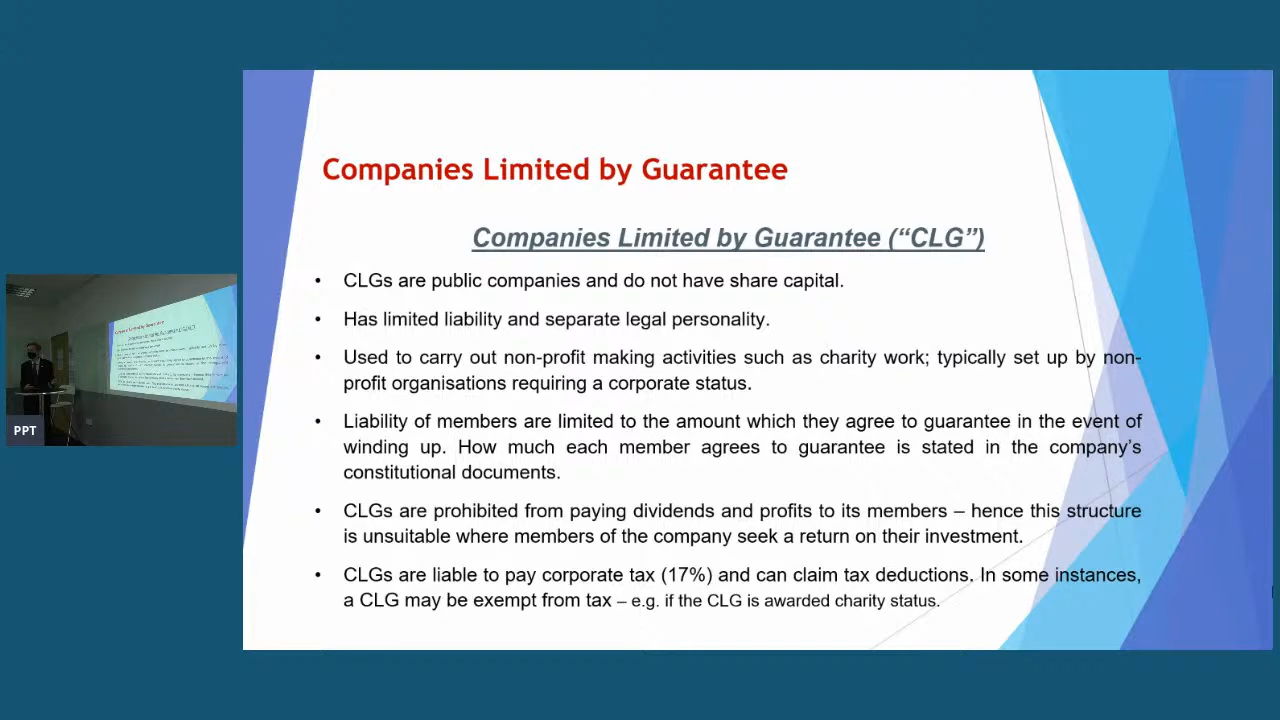 Companies Limited by Guarantee
Companies Limited by Guarantee (“CLG”)
• CLGs are public companies and do not have share capital.
• Has limited liability and separate legal personality.
• Used to carry out non-profit making activities such as charity work; typically set up by non-
profit organisations requiring a corporate status.
• Liability of members are limited to the amount which they agree to guarantee in the event of
winding up. How much each member agrees to guarantee is stated in the company’s
constitutional documents.
• CLGs are prohibited from paying dividends and profits to its members – hence this structure
is unsuitable where members of the company seek a return on their investment.
• CLGs are liable to pay corporate tax (17%) and can claim tax deductions. In some instances,
a CLG may be exempt from tax – e.g. if the CLG is awarded charity status.
Companies Limited by Guarantee
PPT